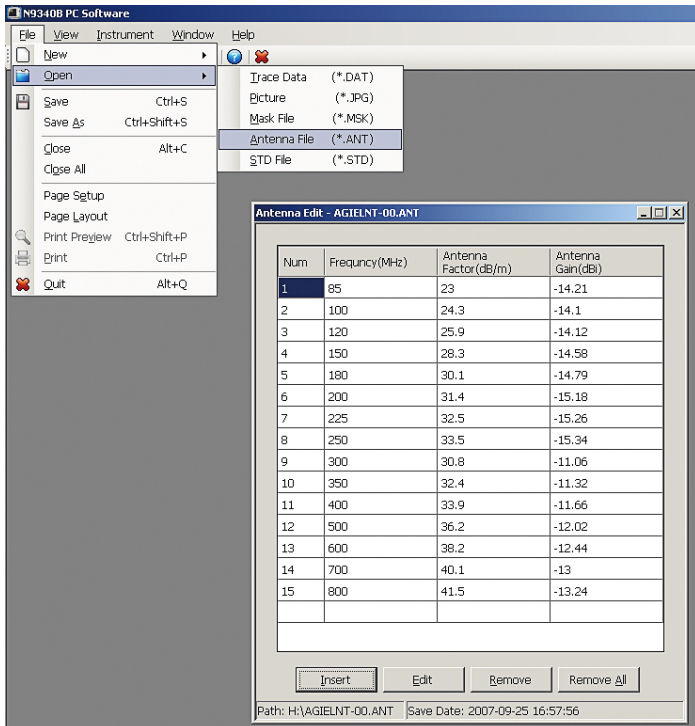 N9340B PC Software
File View Instrument Window Help
New
Open
Save Ctrl+S
Save As Ctrl+Shift+S
Close Alt+C
Close All
Page Setup
Page Layout
Print Preview Ctrl+Shift+P
Print Ctrl+P
Quit Alt+Q
Trace Data (*.DAT)
Picture (*.JPG)
Mask File (*.MSK)
Antenna File (*.ANT)
STD File (*.STD)
Antenna Edit - AGIELNT-00.ANT
Num Frequncy(MHz) Antenna Factor(dB/m) Antenna Gain(dBi)
1 85 23 -14.21
2 100 24.3 -14.1
3 120 25.9 -14.12
4 150 28.3 -14.58
5 180 30.1 -14.79
6 200 31.4 -15.18
7 225 32.5 -15.26
8 250 33.5 -15.34
9 300 30.8 -11.06
10 350 32.4 -11.32
11 400 33.9 -11.66
12 500 36.2 -12.02
13 600 38.2 -12.44
14 700 40.1 -13
15 800 41.5 -13.24
Insert Edit Remove Remove All
Path: H:\AGIELNT-00.ANT Save Date: 2007-09-25 16:57:56